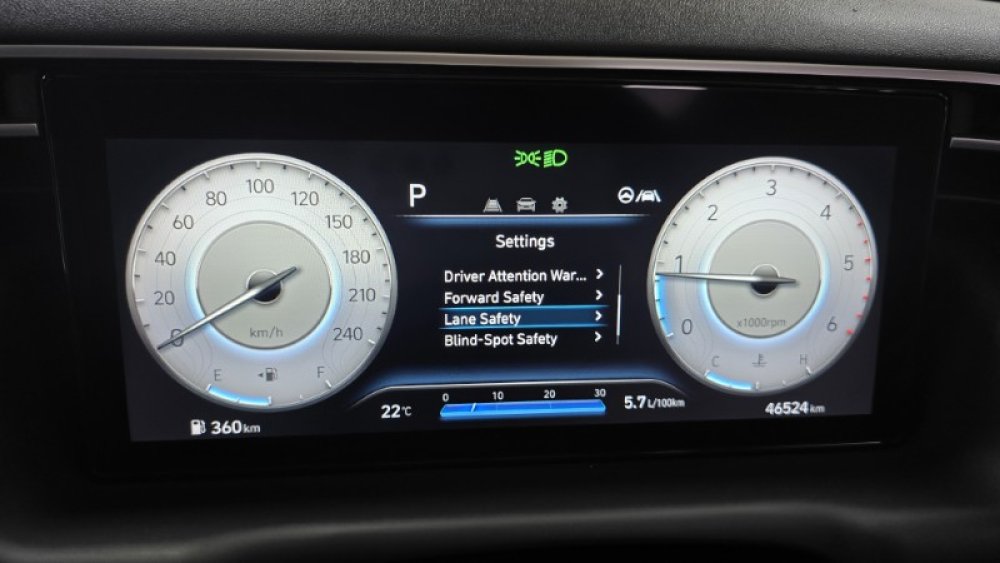 P
Settings
Driver Attention War...
Forward Safety
Lane Safety
Blind-Spot Safety
0
20
40
60
80
100
120
150
180
210
240
km/h
E
F
0
1
2
3
4
5
6
x1000rpm
C
H
22°C
0 10 20 30
5.7 L/100km
360km
46524 km